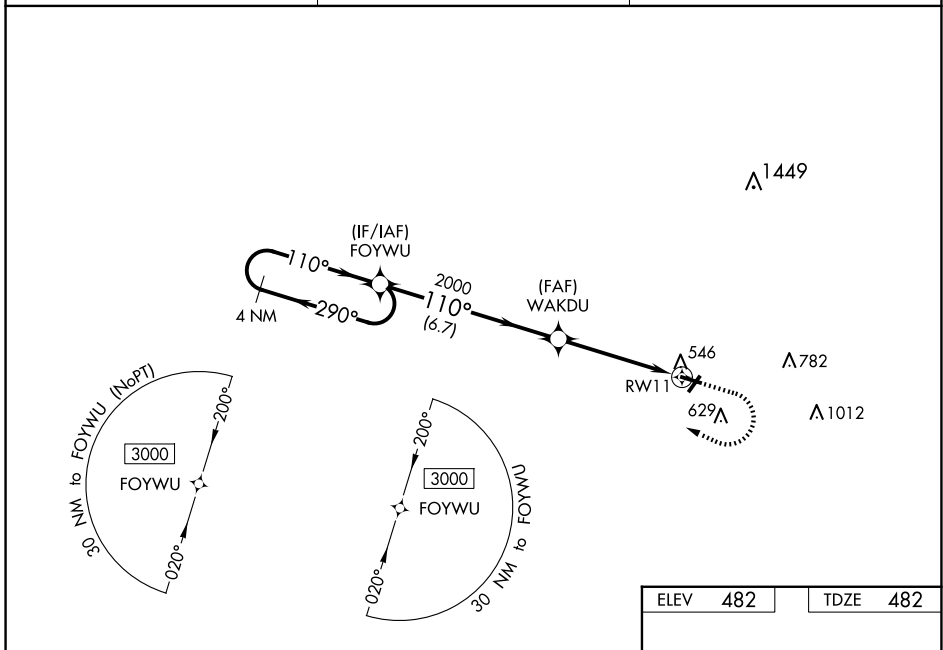 1449
(IF/IAF)
FOYWU
110°
290°
4 NM
2000
110°
(6.7)
(FAF)
WAKDU
546
RW11
782
629
1012
30 NM to FOYWU (NoPT)
200°
3000
FOYWU
020°
200°
3000
FOYWU
020°
30 NM to FOYWU
ELEV 482
TDZE 482